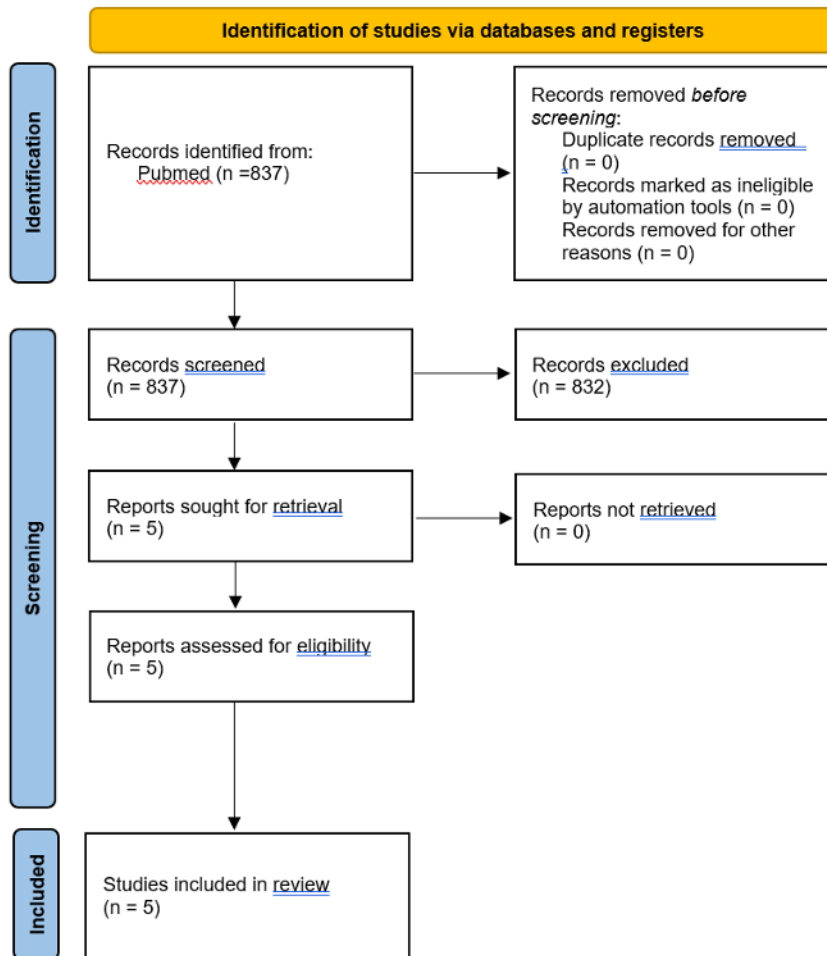 Identification of studies via databases and registers
Identification
Records identified from:
Pubmed (n =837)
Records removed before
screening:
Duplicate records removed
(n = 0)
Records marked as ineligible
by automation tools (n = 0)
Records removed for other
reasons (n = 0)
Screening
Records screened
(n = 837)
Records excluded
(n = 832)
Reports sought for retrieval
(n = 5)
Reports not retrieved
(n = 0)
Reports assessed for eligibility
(n = 5)
Included
Studies included in review
(n = 5)